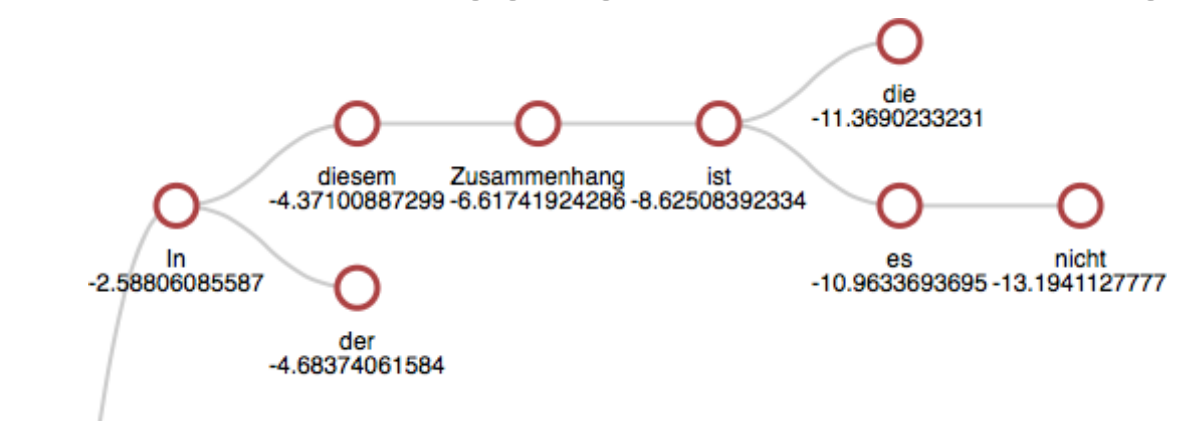 die
-11.3690233231
diesem Zusammenhang ist
-4.37100887299 -6.61741924286 -8.62508392334
In es nicht
-2.58806085587 -10.9633693695 -13.1941127777
der
-4.68374061584